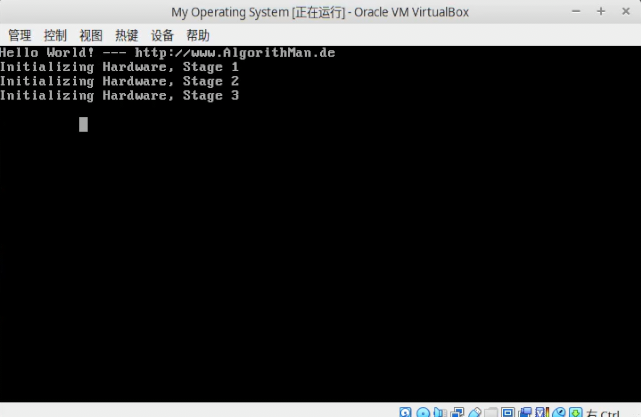 My Operating System [正在运行] - Oracle VM VirtualBox
管理 控制 视图 热键 设备 帮助
Hello World! --- http://www.AlgorithMan.de
Initializing Hardware, Stage 1
Initializing Hardware, Stage 2
Initializing Hardware, Stage 3
右 Ctrl